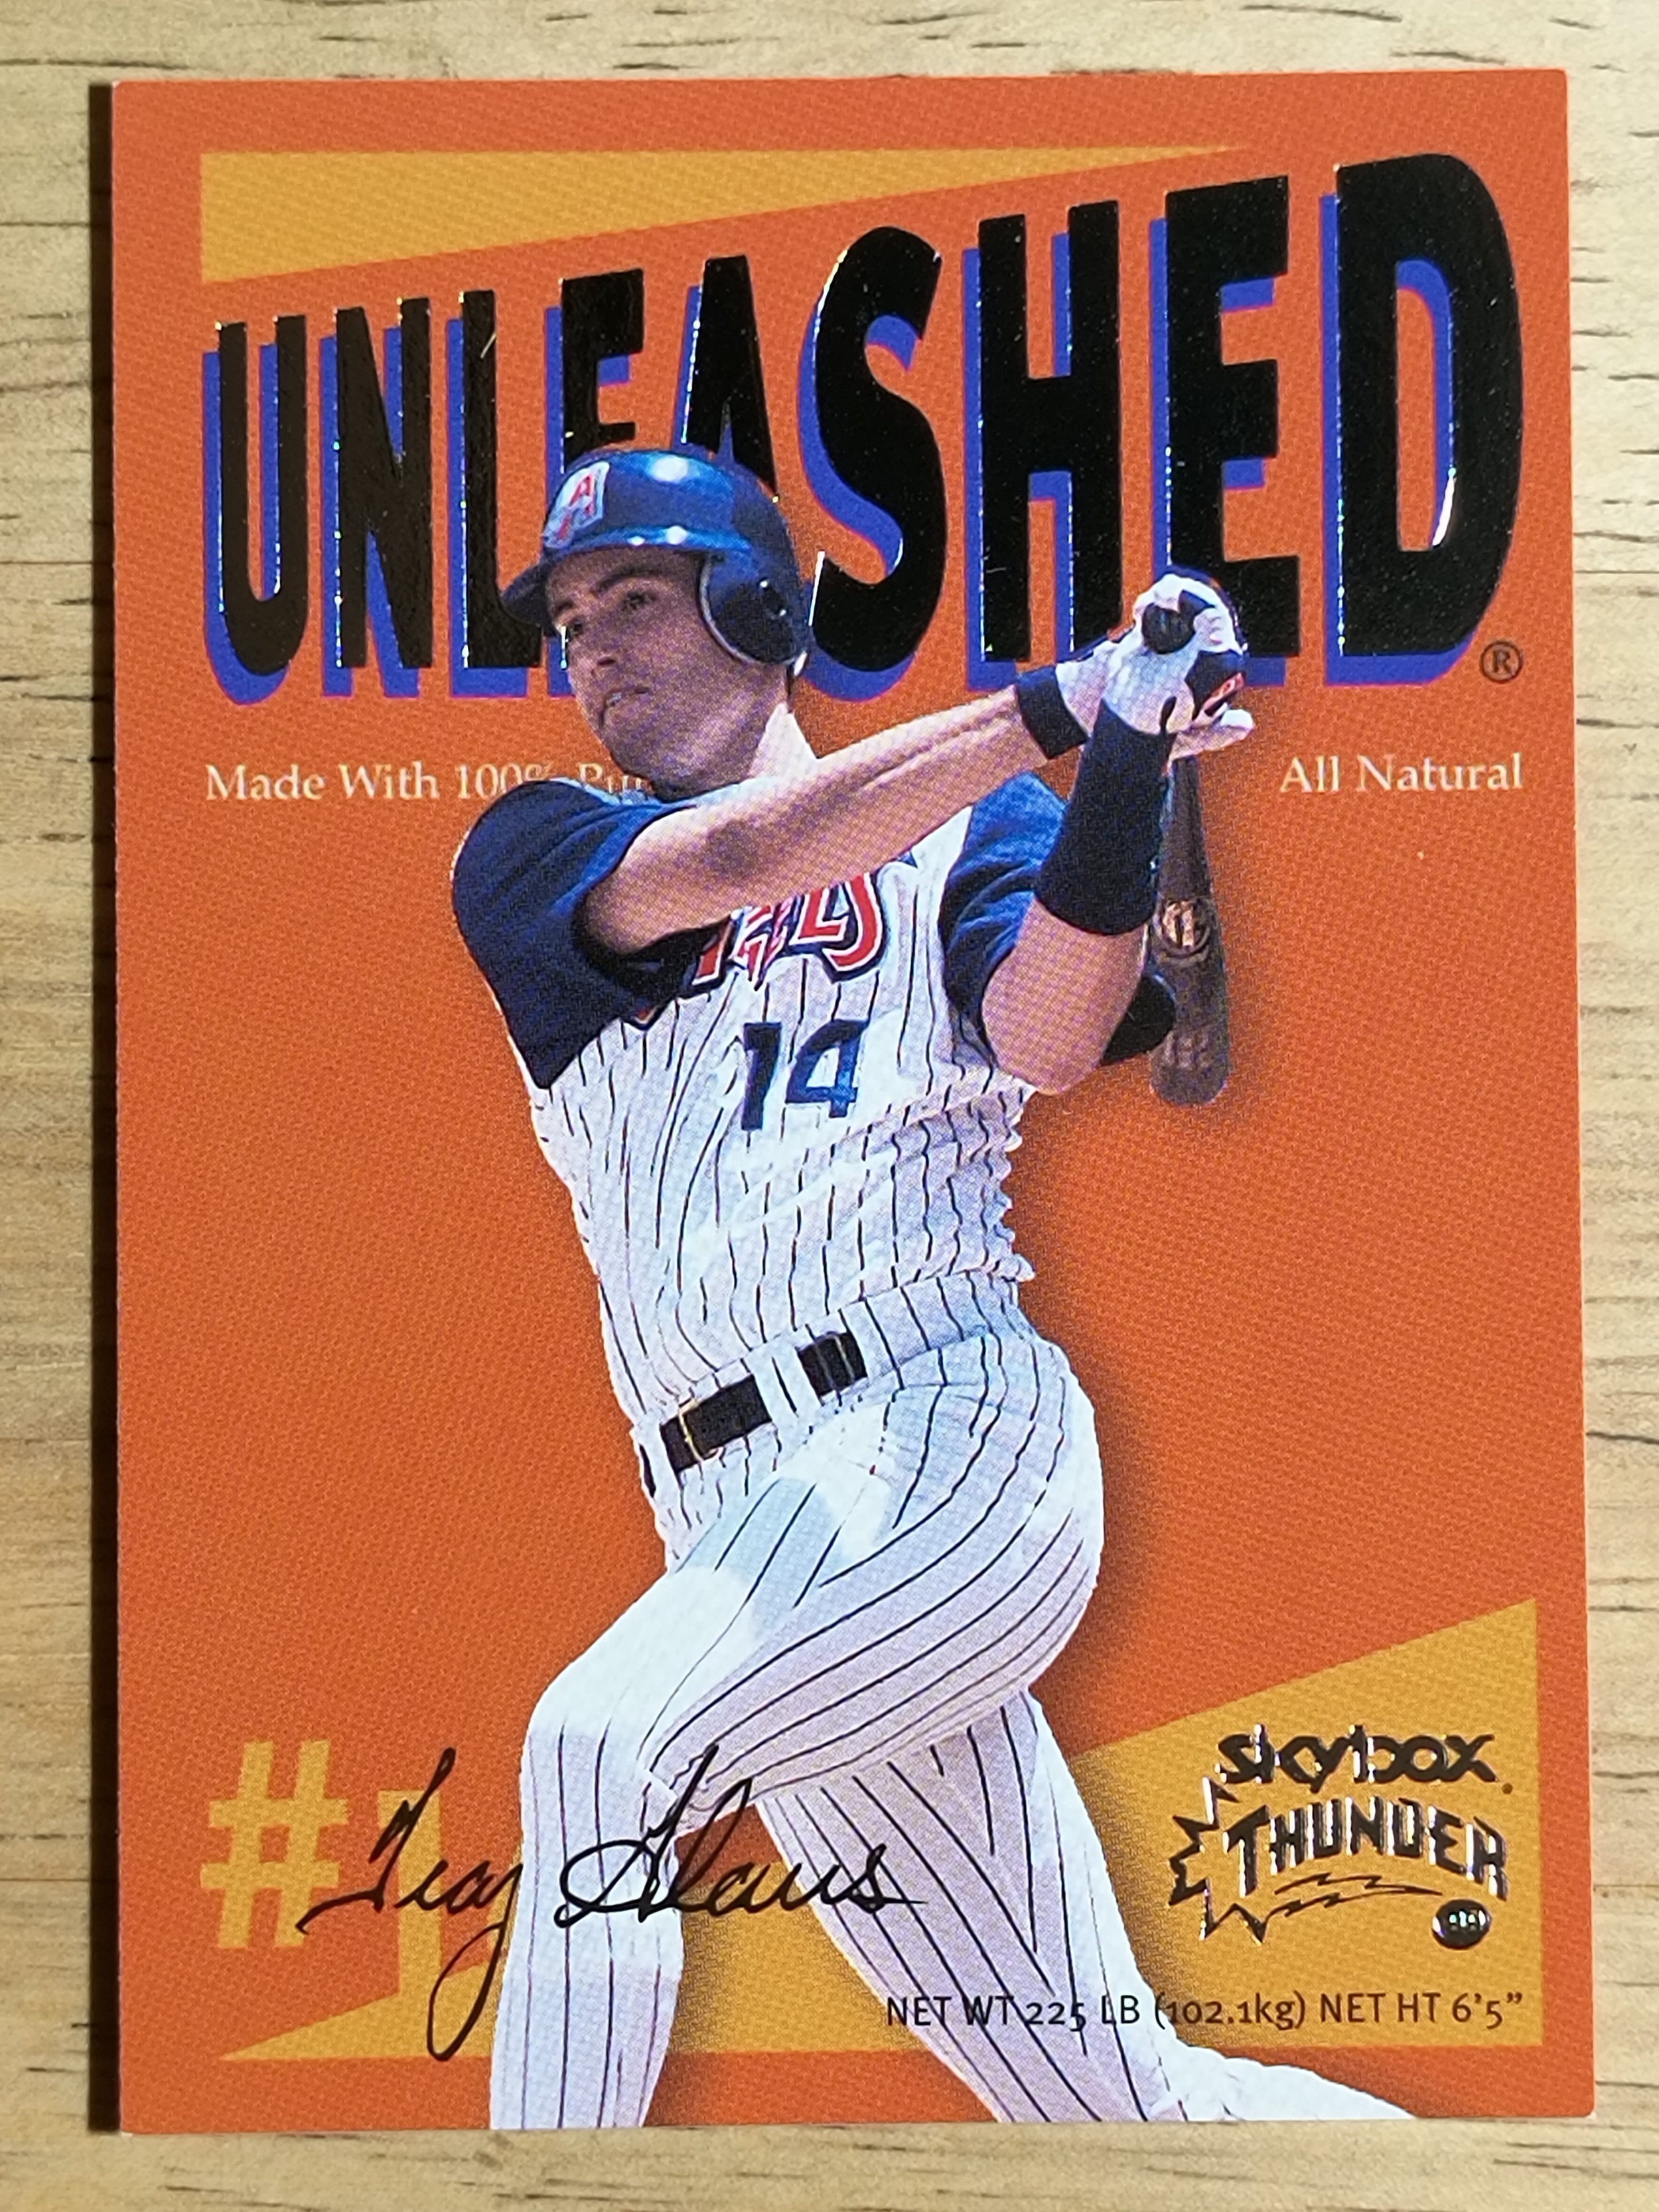 UNLEASHED®
Made With 100% All Natural
A
ELS
14
#1
Troy Glaus
skybox
THUNDER
NET WT 225 LB (102.1kg) NET HT 6'5"